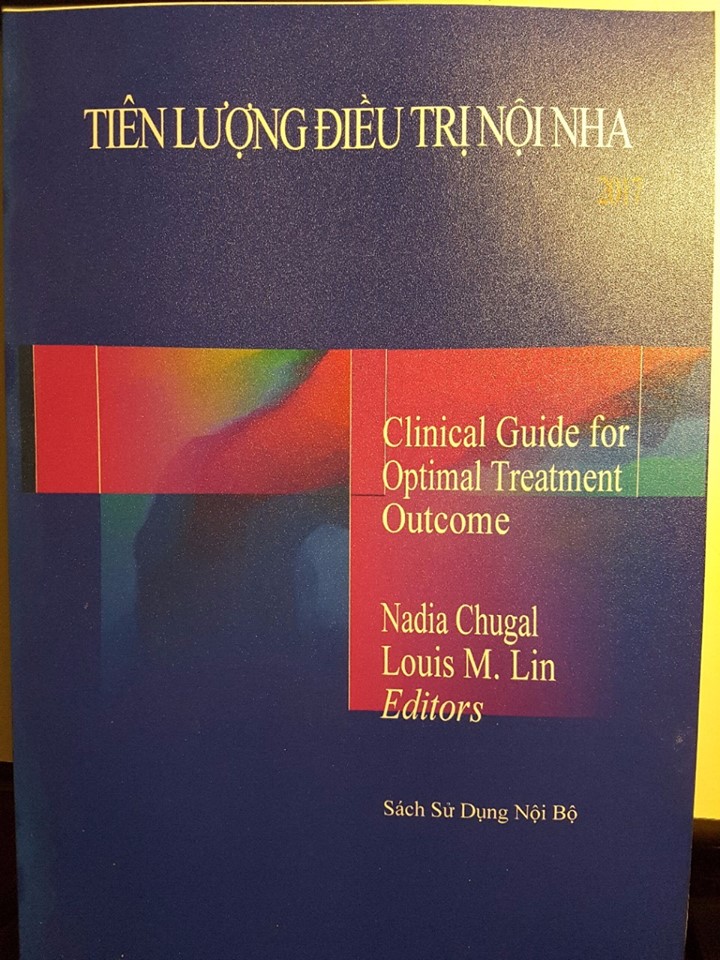 TIÊN LƯỢNG ĐIỀU TRỊ NỘI NHA
2017
Clinical Guide for
Optimal Treatment
Outcome
Nadia Chugal
Louis M. Lin
Editors
Sách Sử Dụng Nội Bộ